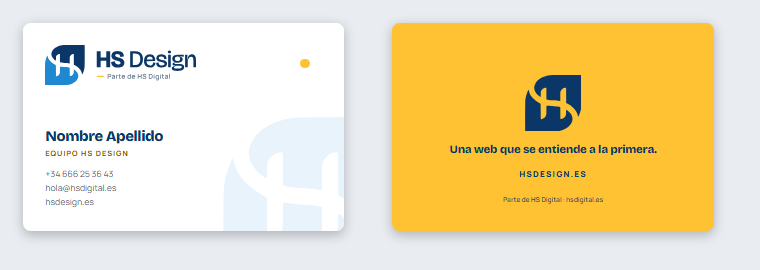 HS Design
Parte de HS Digital
Nombre Apellido
EQUIPO HS DESIGN
+34 666 25 36 43
hola@hsdigital.es
hsdesign.es
Una web que se entiende a la primera.
HSDESIGN.ES
Parte de HS Digital · hsdigital.es